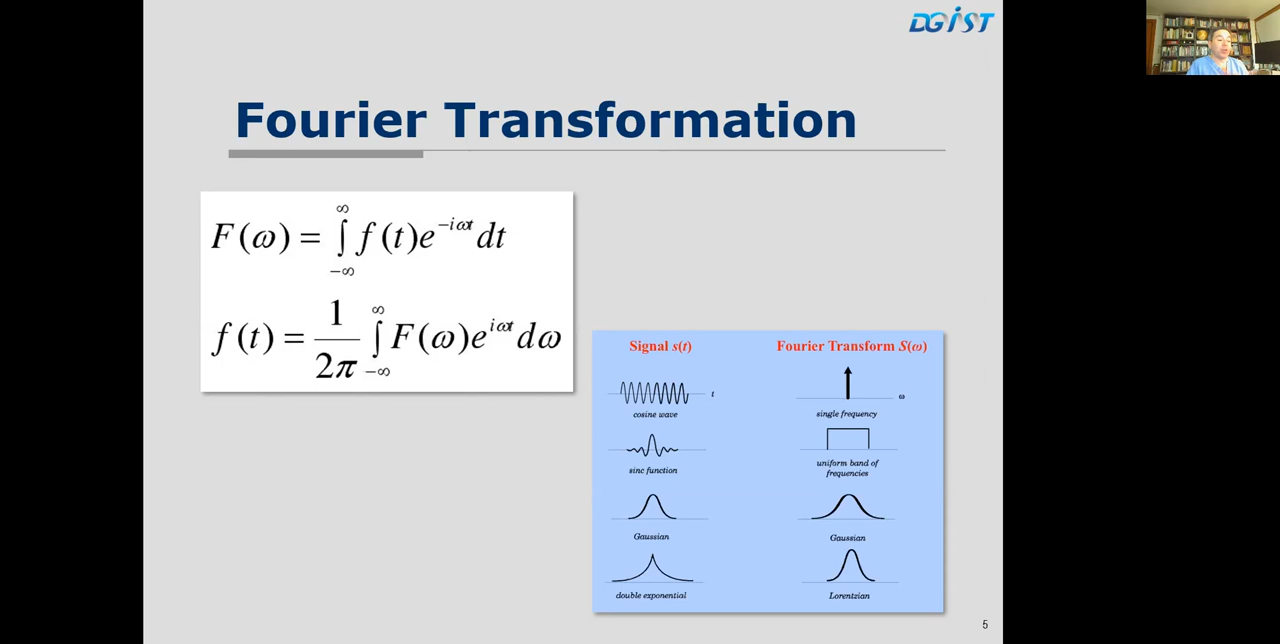 DGIST
Fourier Transformation
F(ω) = ∫_{-∞}^{∞} f(t)e^{-iωt} dt
f(t) = \frac{1}{2π} ∫_{-∞}^{∞} F(ω)e^{iωt} dω
Signal s(t) Fourier Transform S(ω)
t ω
cosine wave single frequency
sinc function uniform band of
frequencies
Gaussian Gaussian
double exponential Lorentzian
5